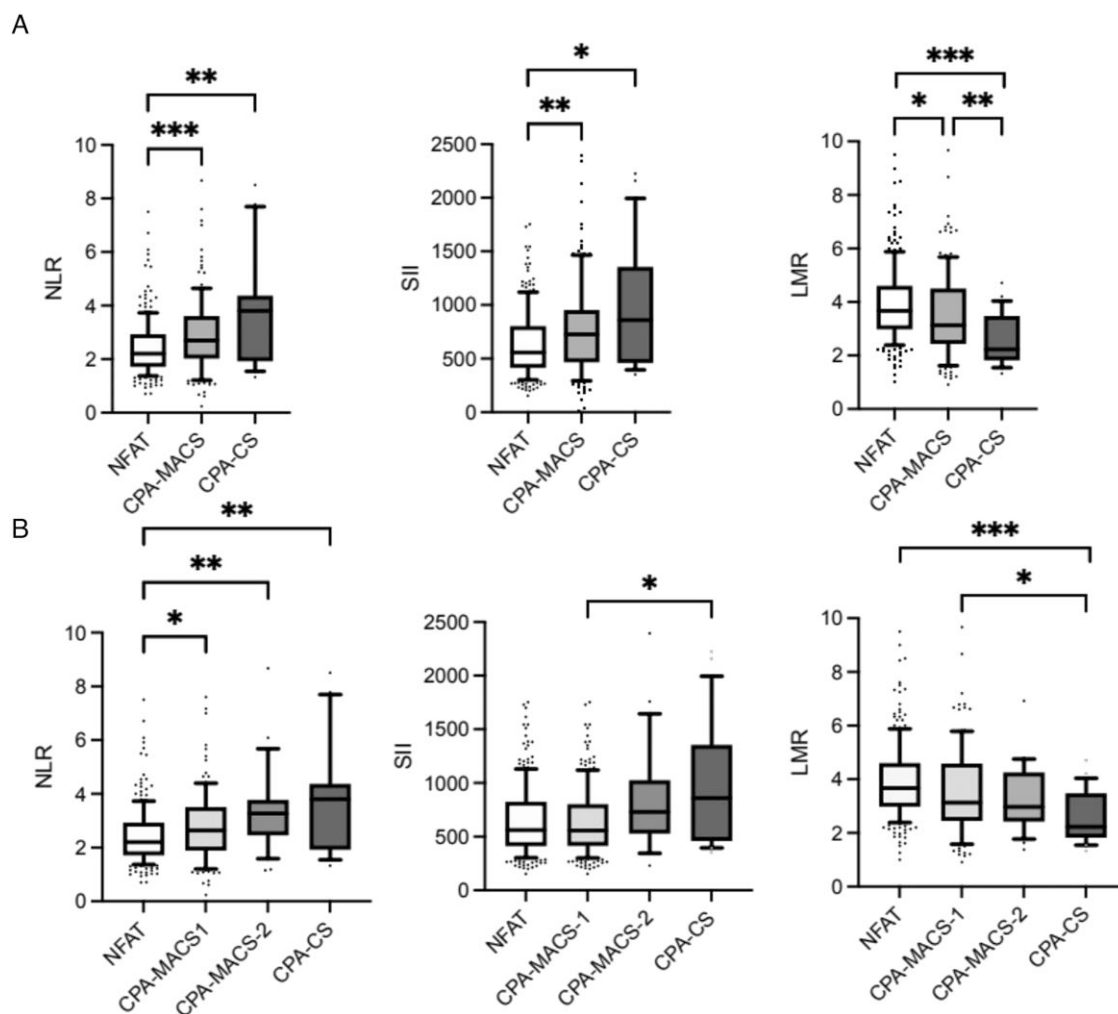 A
** *** 
NLR
10
8
6
4
2
0
NFAT
CPA-MACS
CPA-CS
*
**
SII
2500
2000
1500
1000
500
0
NFAT
CPA-MACS
CPA-CS
***
* **
LMR
10
8
6
4
2
0
NFAT
CPA-MACS
CPA-CS
B
**
**
*
NLR
10
8
6
4
2
0
NFAT
CPA-MACS1
CPA-MACS-2
CPA-CS
*
SII
2500
2000
1500
1000
500
0
NFAT
CPA-MACS-1
CPA-MACS-2
CPA-CS
***
*
LMR
10
8
6
4
2
0
NFAT
CPA-MACS-1
CPA-MACS-2
CPA-CS